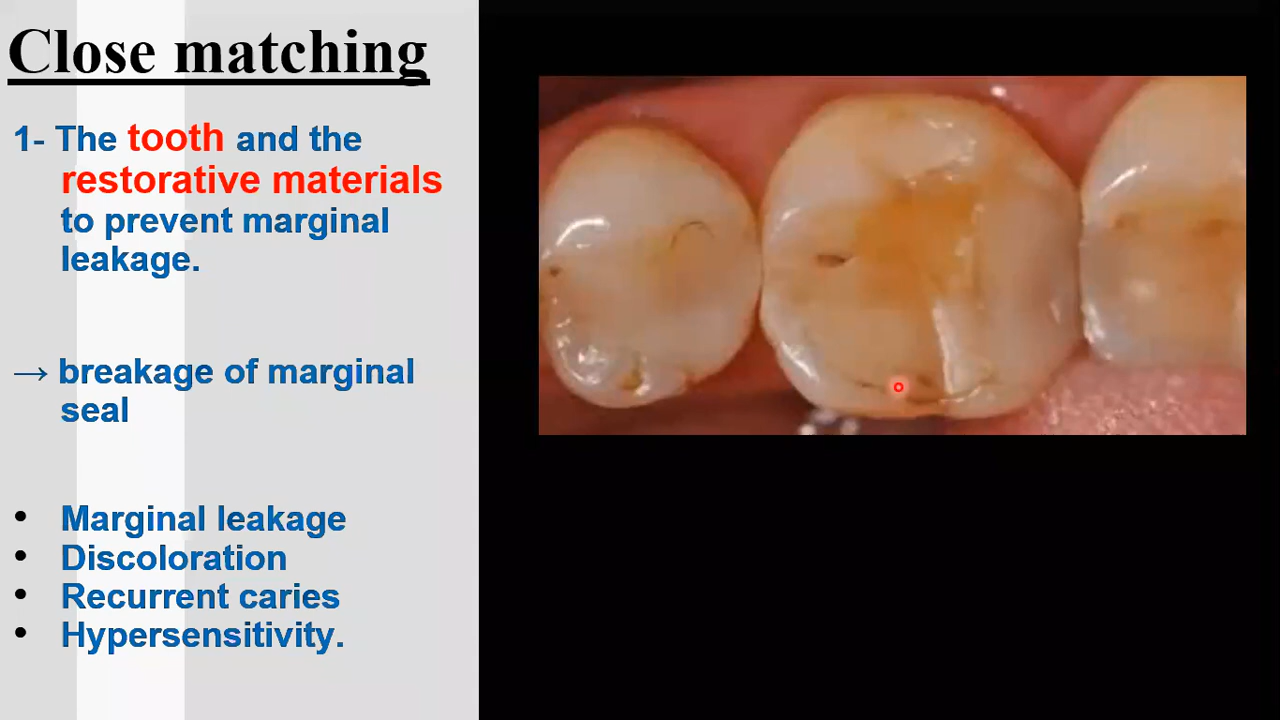 Close matching
1- The tooth and the
restorative materials
to prevent marginal
leakage.
→ breakage of marginal
seal
• Marginal leakage
• Discoloration
• Recurrent caries
• Hypersensitivity.